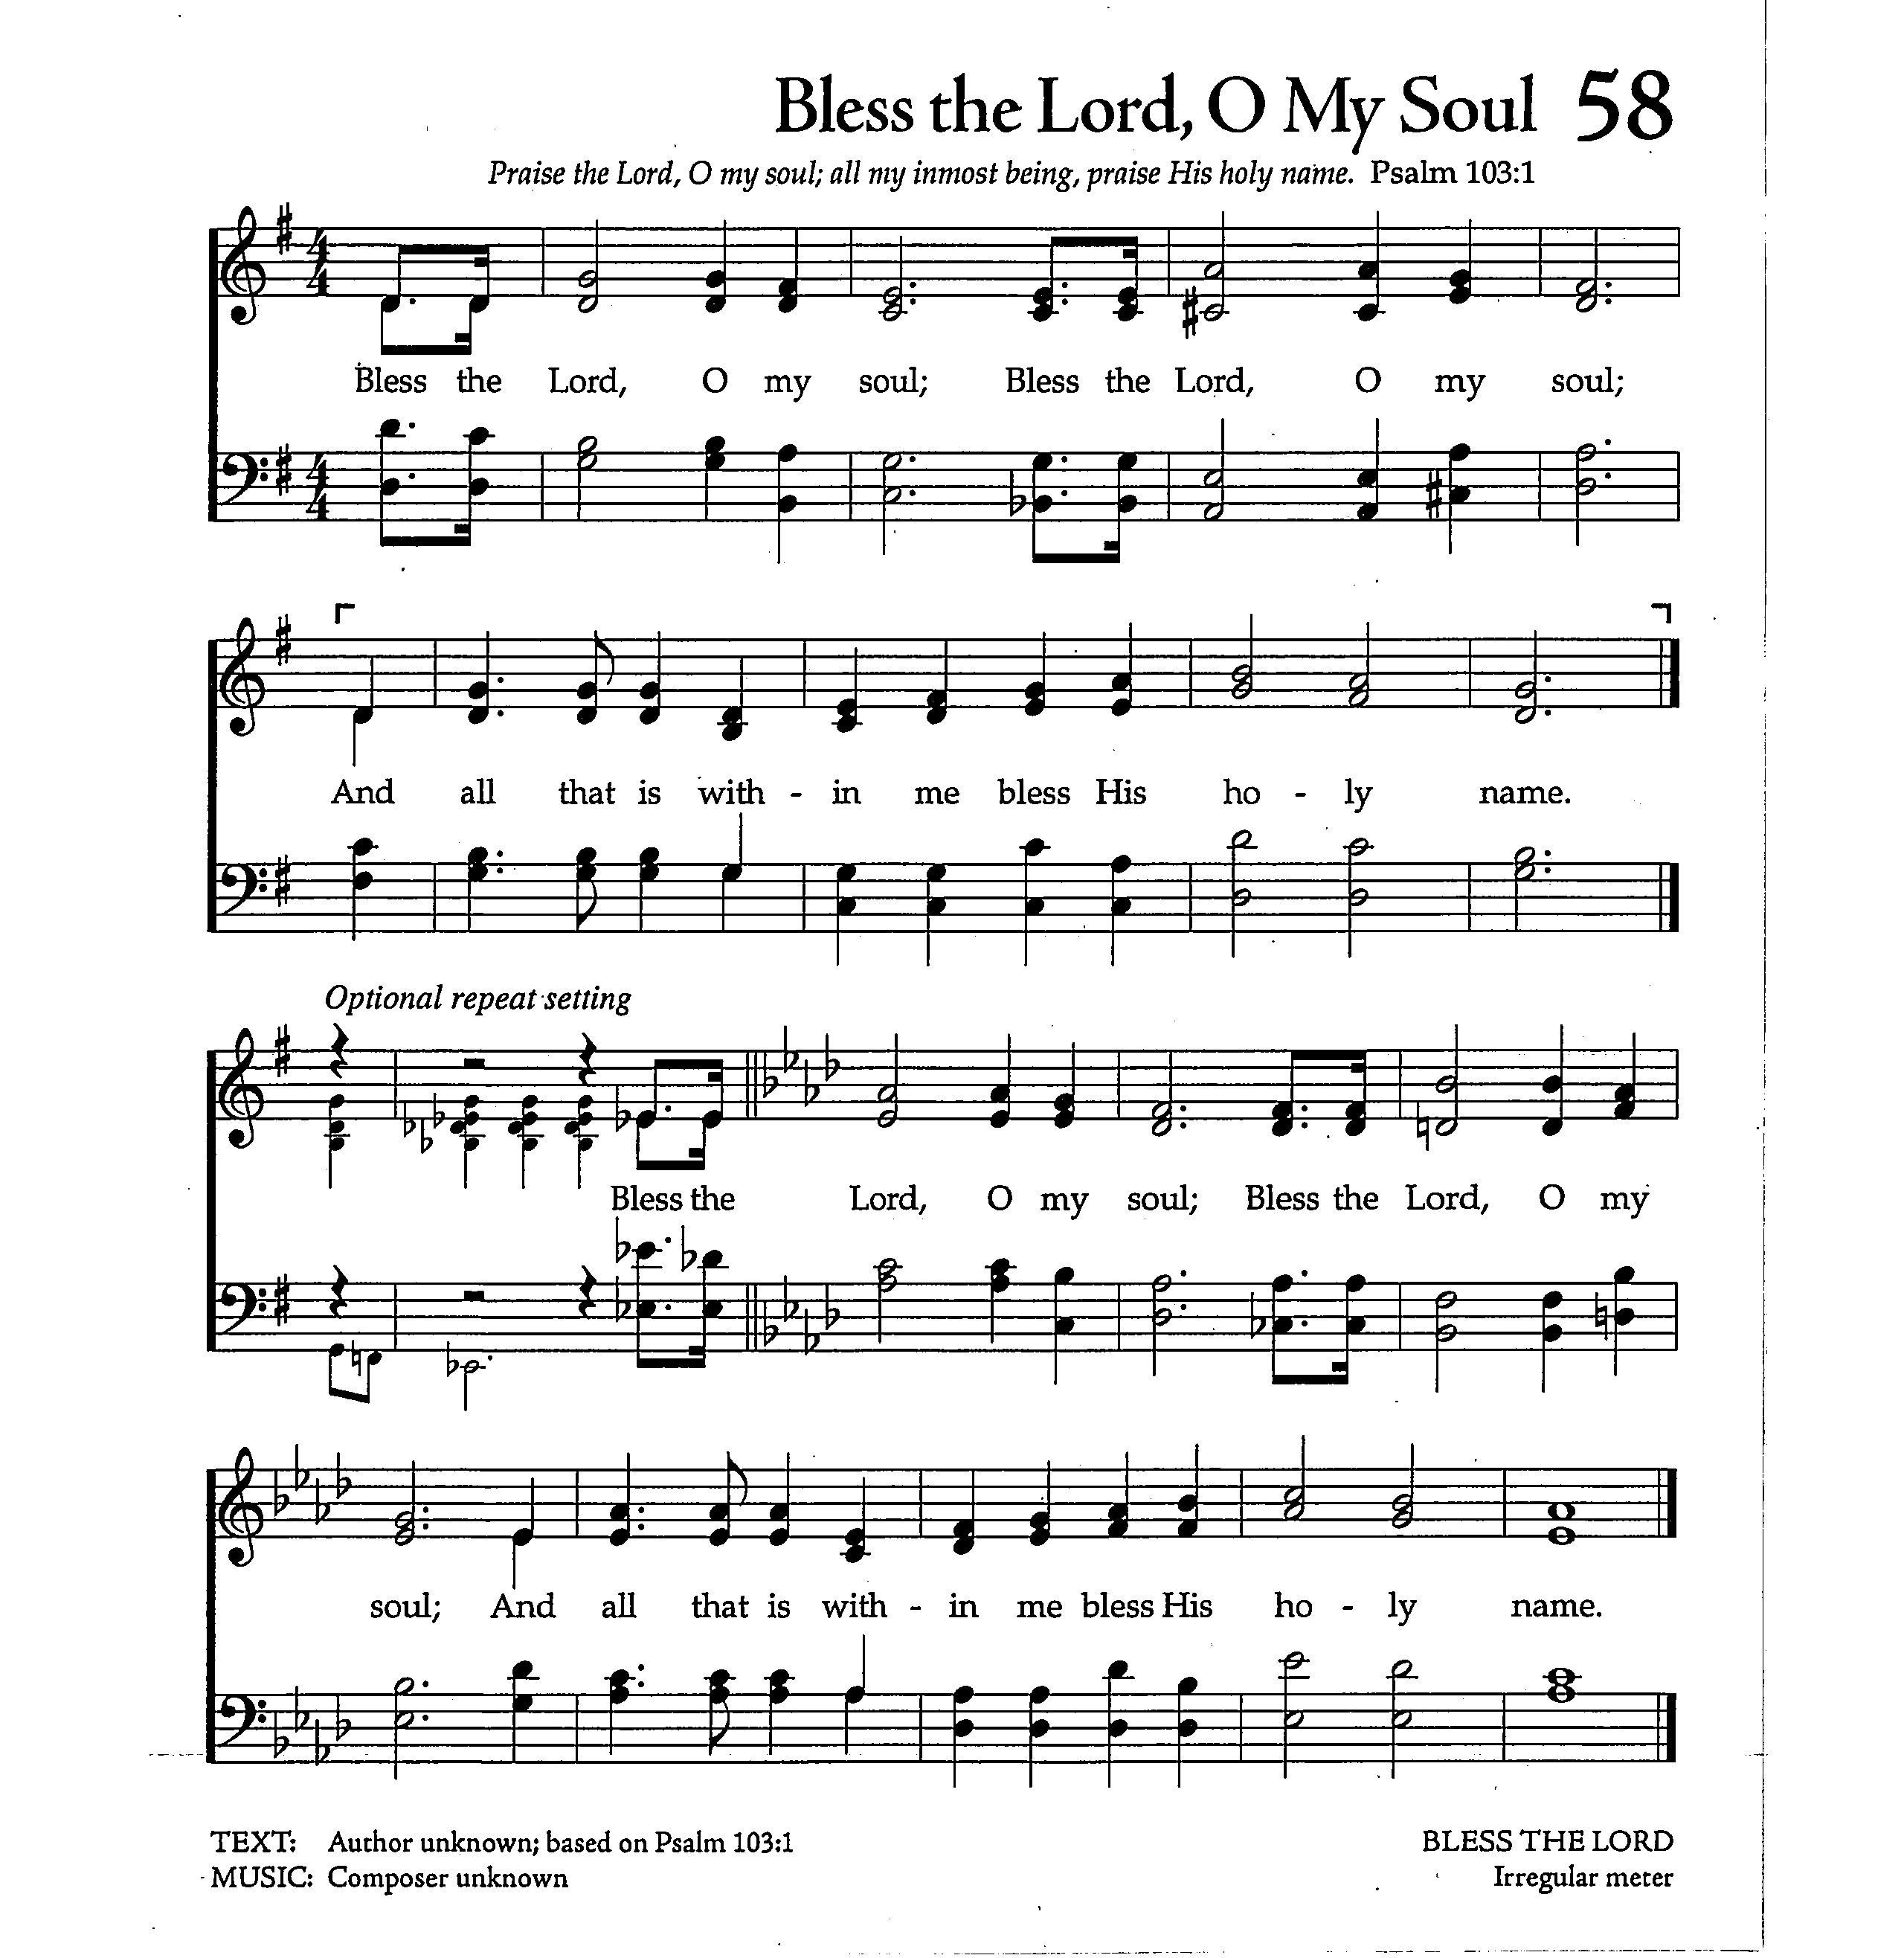 Bless the Lord, O My Soul 58
Praise the Lord, O my soul; all my inmost being, praise His holy name. Psalm 103:1
4 4
Bless the Lord, O my soul; Bless the Lord, O my soul;
4 4
And all that is with - in me bless His ho - ly name.
Optional repeat setting
Bless the Lord, O my soul; Bless the Lord, O my
soul; And all that is with - in me bless His ho - ly name.
TEXT: Author unknown; based on Psalm 103:1
MUSIC: Composer unknown
BLESS THE LORD
Irregular meter